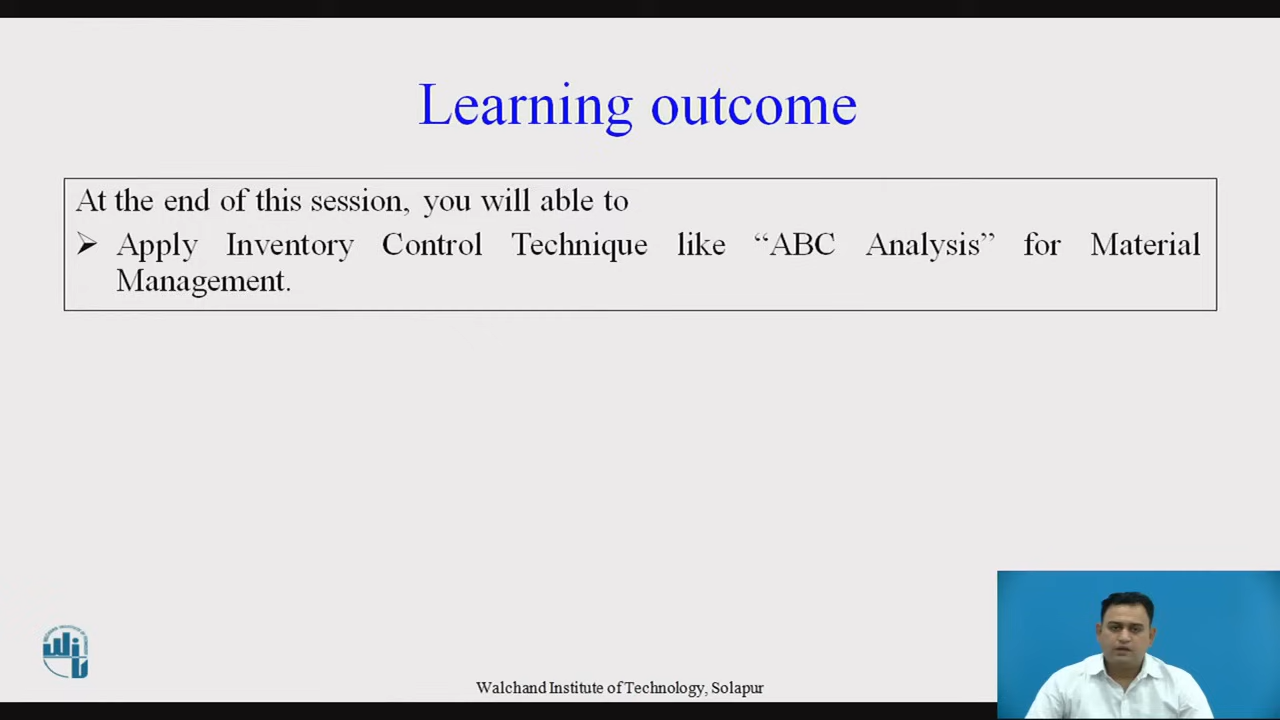 Learning outcome
At the end of this session, you will able to
➢ Apply Inventory Control Technique like “ABC Analysis” for Material
Management.
Walchand Institute of Technology, Solapur